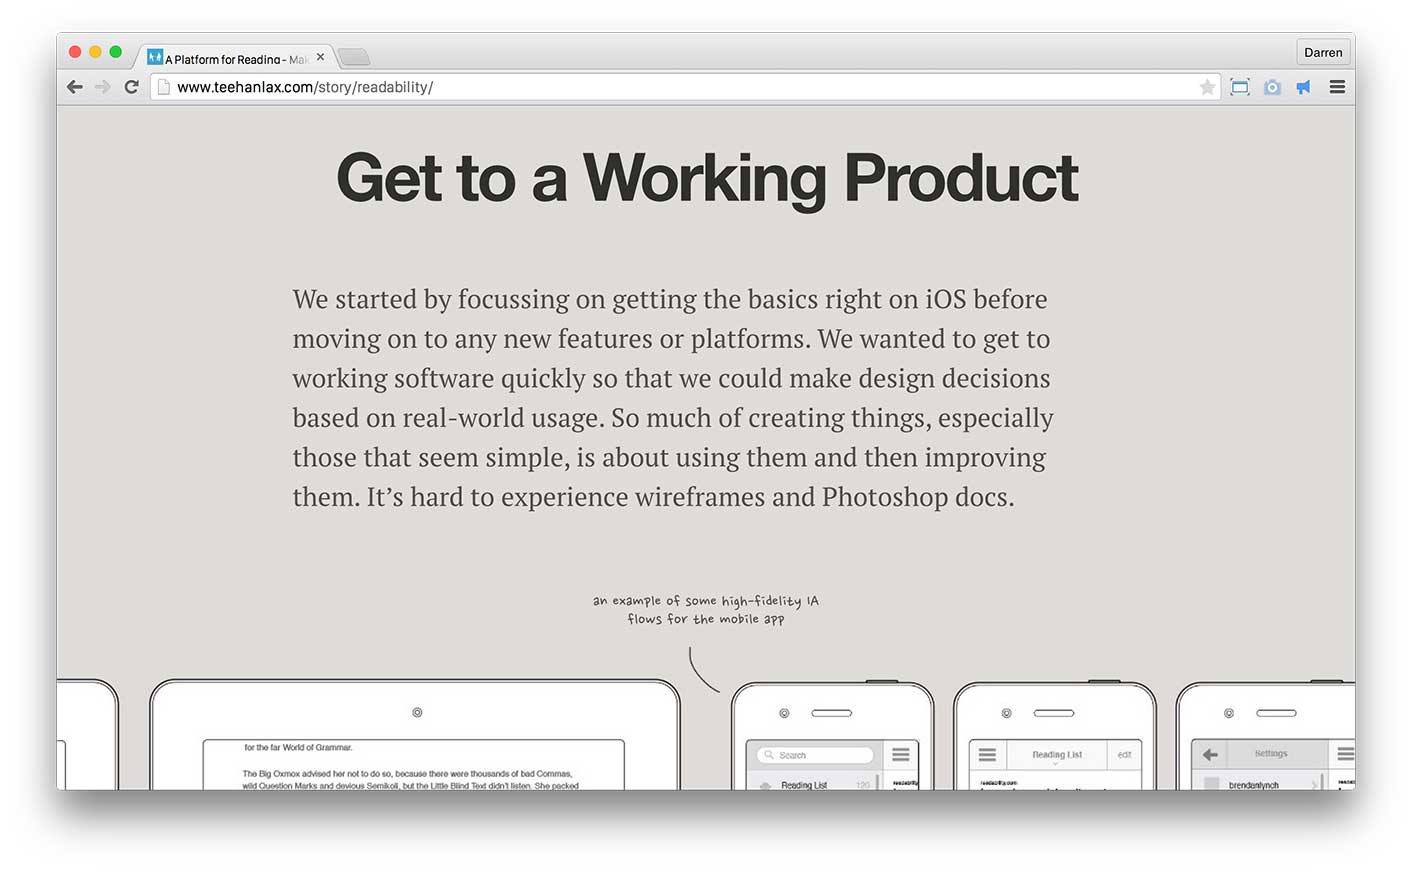 A Platform for Reading - Mak
Darren
www.teehanlax.com/story/readability/
Get to a Working Product
We started by focussing on getting the basics right on iOS before
moving on to any new features or platforms. We wanted to get to
working software quickly so that we could make design decisions
based on real-world usage. So much of creating things, especially
those that seem simple, is about using them and then improving
them. It’s hard to experience wireframes and Photoshop docs.
an example of some high-fidelity IA
flows for the mobile app
for the far World of Grammar.
The Big Oxmox advised her not to do so, because there were thousands of bad Commas,
wild Question Marks and devious Semikoli, but the Little Blind Text didn't listen. She packed
Search
Reading List 120
readability
Reading List edit
readability.com
Settings
brendanlynch